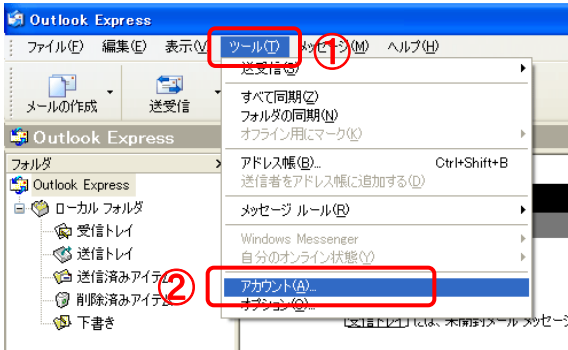 Outlook Express
ファイル(F) 編集(E) 表示(V ツール(T) メッセージ(M) ヘルプ(H)
①
メールの作成 送受信
Outlook Express
フォルダ
Outlook Express
ローカル フォルダ
受信トレイ
送信トレイ
送信済みアイテム
削除済みアイテム
下書き
送受信(S)
すべて同期(Z)
フォルダの同期(N)
オフライン用にマーク(K)
アドレス帳(B)... Ctrl+Shift+B
送信者をアドレス帳に追加する(D)
メッセージ ルール(R)
Windows Messenger
自分のオンライン状態(Y)
②
アカウント(A)...
オプション(O)...
[受信トレイ] には、未開封メール メッセージ